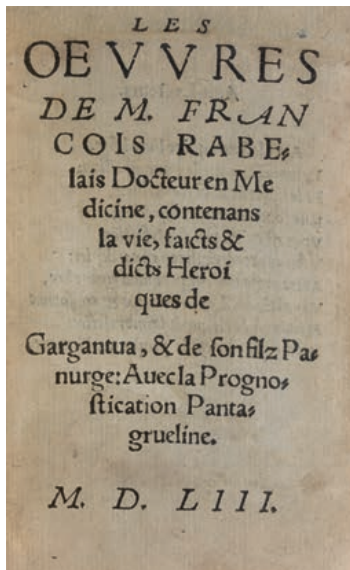 LES
OEVVRES
DE M. FRAN
COIS RABE⸗
lais Docteur en Me
dicine, contenans
la vie, faicts &
dicts Heroi
ques de
Gargantua, & de son filz Pa⸗
nurge: Auec la Progno⸗
stication Panta⸗
grueline.
M. D. LIII.